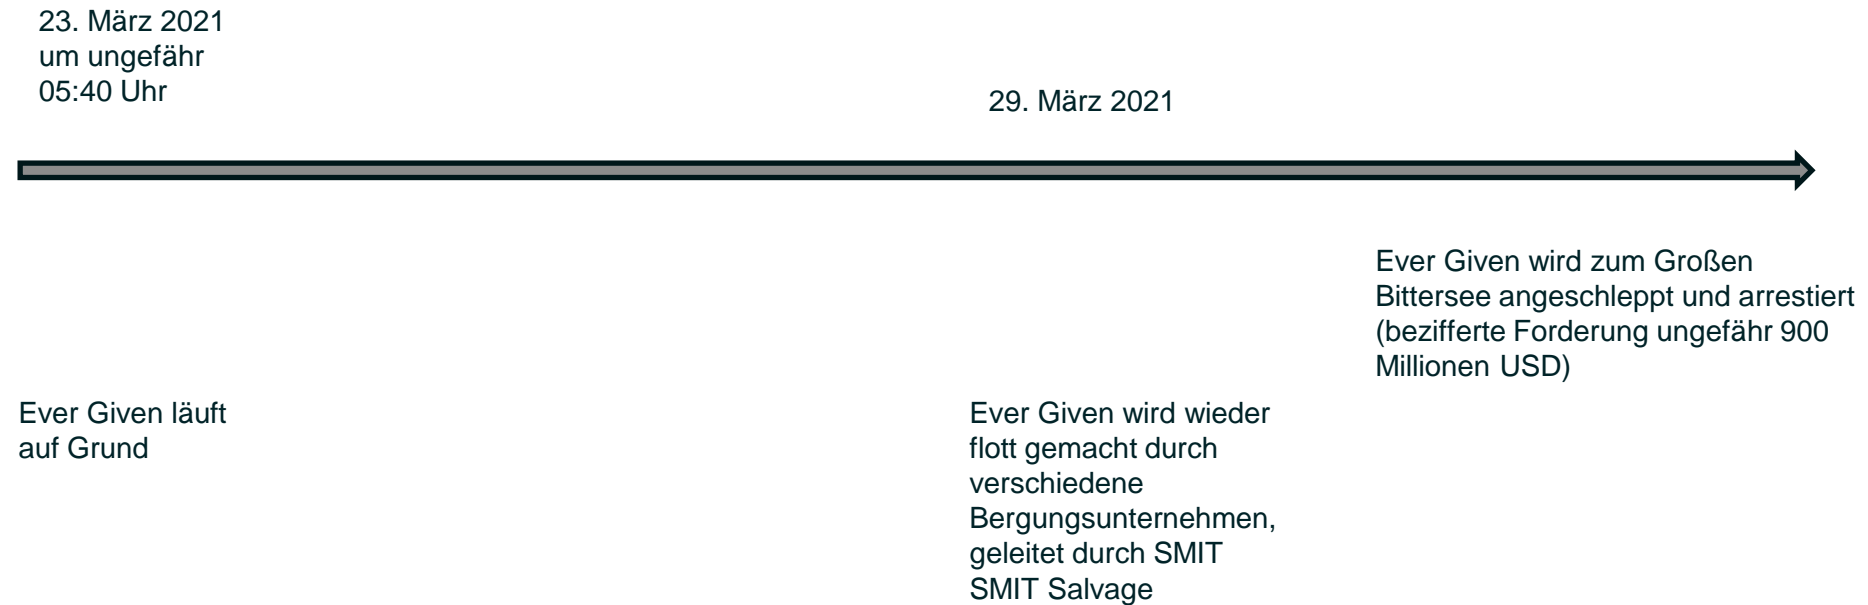 23. März 2021
um ungefähr
05:40 Uhr
29. März 2021
Ever Given wird zum Großen
Bittersee angeschleppt und arrestiert
(bezifferte Forderung ungefähr 900
Millionen USD)
Ever Given läuft
auf Grund
Ever Given wird wieder
flott gemacht durch
verschiedene
Bergungsunternehmen,
geleitet durch SMIT
SMIT Salvage